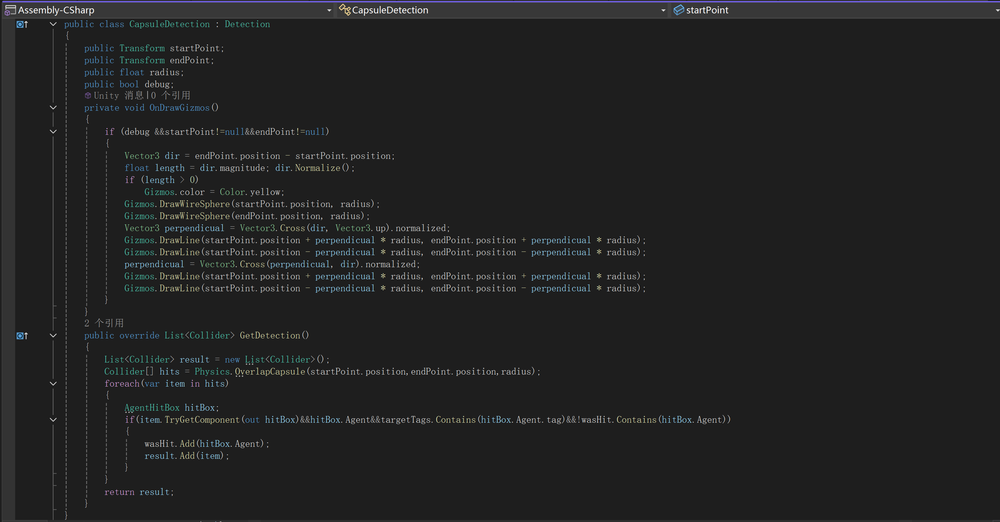 Assembly-CSharp CapsuleDetection startPoint
public class CapsuleDetection : Detection
{
public Transform startPoint;
public Transform endPoint;
public float radius;
public bool debug;
Unity 消息|0 个引用
private void OnDrawGizmos()
{
if (debug &&startPoint!=null&&endPoint!=null)
{
Vector3 dir = endPoint.position - startPoint.position;
float length = dir.magnitude; dir.Normalize();
if (length > 0)
Gizmos.color = Color.yellow;
Gizmos.DrawWireSphere(startPoint.position, radius);
Gizmos.DrawWireSphere(endPoint.position, radius);
Vector3 perpendicual = Vector3.Cross(dir, Vector3.up).normalized;
Gizmos.DrawLine(startPoint.position + perpendicual * radius, endPoint.position + perpendicual * radius);
Gizmos.DrawLine(startPoint.position - perpendicual * radius, endPoint.position - perpendicual * radius);
perpendicual = Vector3.Cross(perpendicual, dir).normalized;
Gizmos.DrawLine(startPoint.position + perpendicual * radius, endPoint.position + perpendicual * radius);
Gizmos.DrawLine(startPoint.position - perpendicual * radius, endPoint.position - perpendicual * radius);
}
}
2 个引用
public override List<Collider> GetDetection()
{
List<Collider> result = new List<Collider>();
Collider[] hits = Physics.OverlapCapsule(startPoint.position,endPoint.position,radius);
foreach(var item in hits)
{
AgentHitBox hitBox;
if(item.TryGetComponent(out hitBox)&&hitBox.Agent&&targetTags.Contains(hitBox.Agent.tag)&&!wasHit.Contains(hitBox.Agent))
{
wasHit.Add(hitBox.Agent);
result.Add(item);
}
}
return result;
}
}